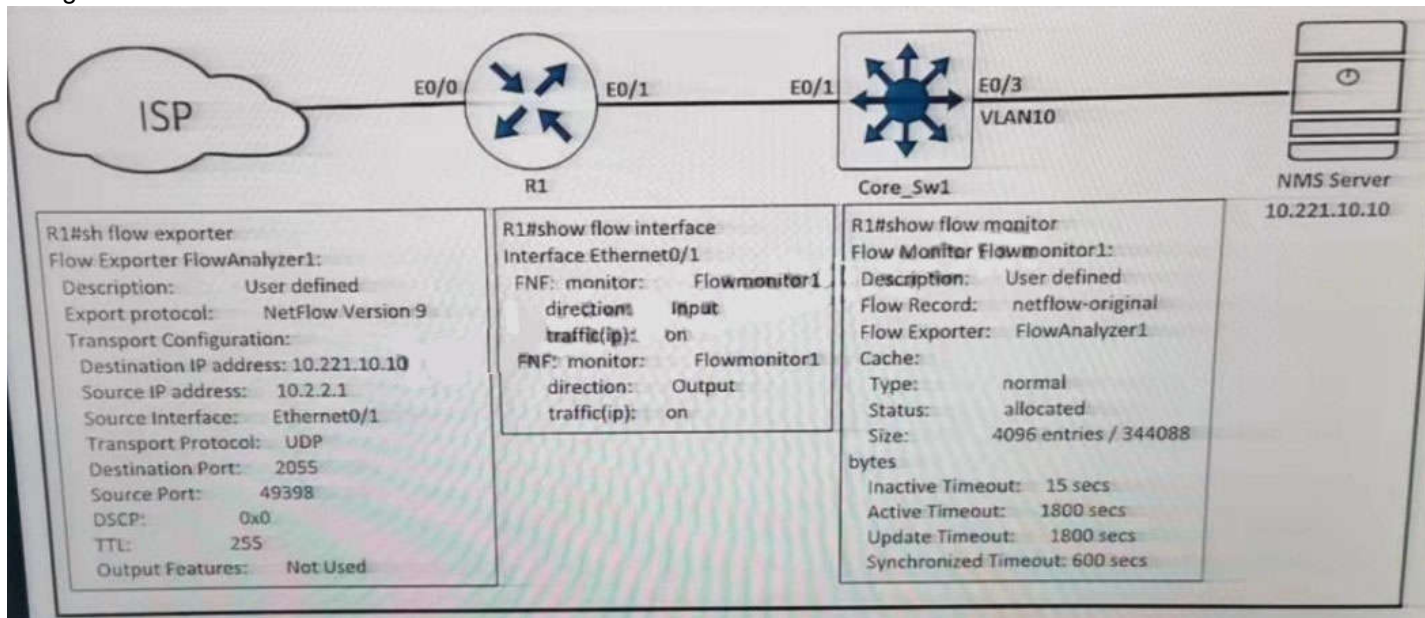 ISP
E0/0
E0/1
E0/1
E0/3
VLAN10
R1
Core_Sw1
NMS Server
10.221.10.10
R1#sh flow exporter
Flow Exporter FlowAnalyzer1:
Description: User defined
Export protocol: NetFlow Version 9
Transport Configuration:
Destination IP address: 10.221.10.10
Source IP address: 10.2.2.1
Source Interface: Ethernet0/1
Transport Protocol: UDP
Destination Port: 2055
Source Port: 49398
DSCP: 0x0
TTL: 255
Output Features: Not Used
R1#show flow interface
Interface Ethernet0/1
FNF: monitor: Flowmonitor1
direction: Input
traffic(ip): on
FNF: monitor: Flowmonitor1
direction: Output
traffic(ip): on
R1#show flow monitor
Flow Monitor Flowmonitor1:
Description: User defined
Flow Record: netflow-original
Flow Exporter: FlowAnalyzer1
Cache:
Type: normal
Status: allocated
Size: 4096 entries / 344088
bytes
Inactive Timeout: 15 secs
Active Timeout: 1800 secs
Update Timeout: 1800 secs
Synchronized Timeout: 600 secs